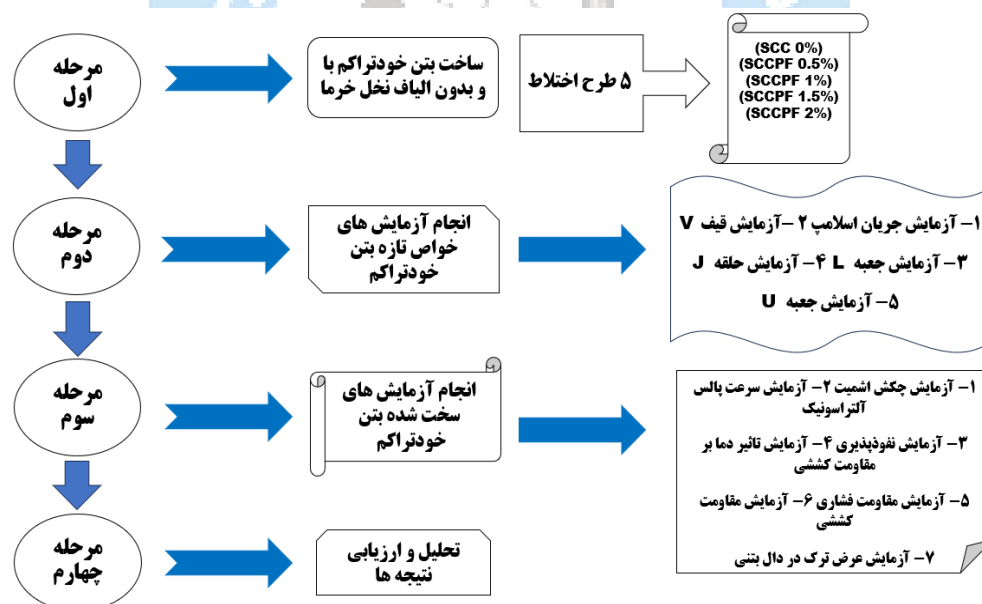 مرحله
اول
ساخت بتن خودتراکم با
و بدون الیاف نخل خرما
۵ طرح اختلاط
(SCC 0%)
(SCCPF 0.5%)
(SCCPF 1%)
(SCCPF 1.5%)
(SCCPF 2%)
مرحله
دوم
انجام آزمایش های
خواص تازه بتن
خودتراکم
۱– آزمایش جریان اسلامپ ۲ –آزمایش قیف V
۳– آزمایش جعبه L ۴– آزمایش حلقه J
۵– آزمایش جعبه U
مرحله
سوم
انجام آزمایش های
سخت شده بتن
خودتراکم
۱– آزمایش چکش اشمیت ۲– آزمایش سرعت پالس
آلتراسونیک
۳– آزمایش نفوذپذیری ۴– آزمایش تاثیر دما بر
مقاومت کششی
۵– آزمایش مقاومت فشاری ۶– آزمایش مقاومت
کششی
۷– آزمایش عرض ترک در دال بتنی
مرحله
چهارم
تحلیل و ارزیابی
نتیجه ها